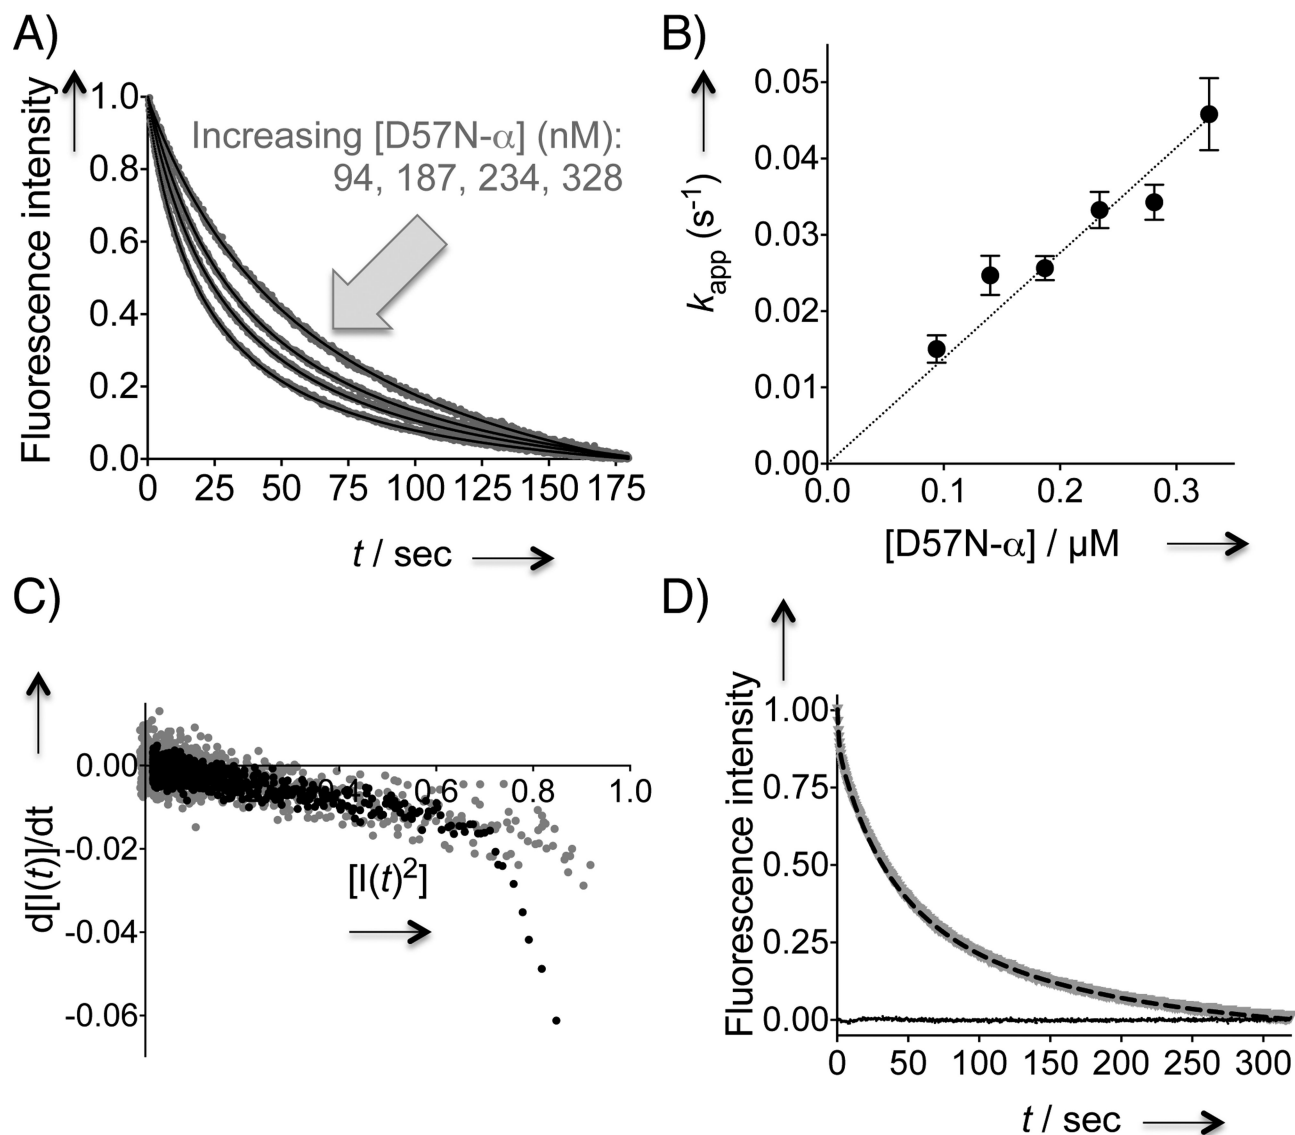 A)
Fluorescence intensity
1.0
0.8
0.6
0.4
0.2
0.0
Increasing [D57N-α] (nM):
94, 187, 234, 328
0 25 50 75 100 125 150 175
t / sec
B)
kapp (s-1)
0.05
0.04
0.03
0.02
0.01
0.00
0.0 0.1 0.2 0.3
[D57N-α] / µM
C)
d[I(t)]/dt
0.00
-0.02
-0.04
-0.06
0.4 0.6 0.8 1.0
[I(t)2]
D)
Fluorescence intensity
1.00
0.75
0.50
0.25
0.00
0 50 100 150 200 250 300
t / sec